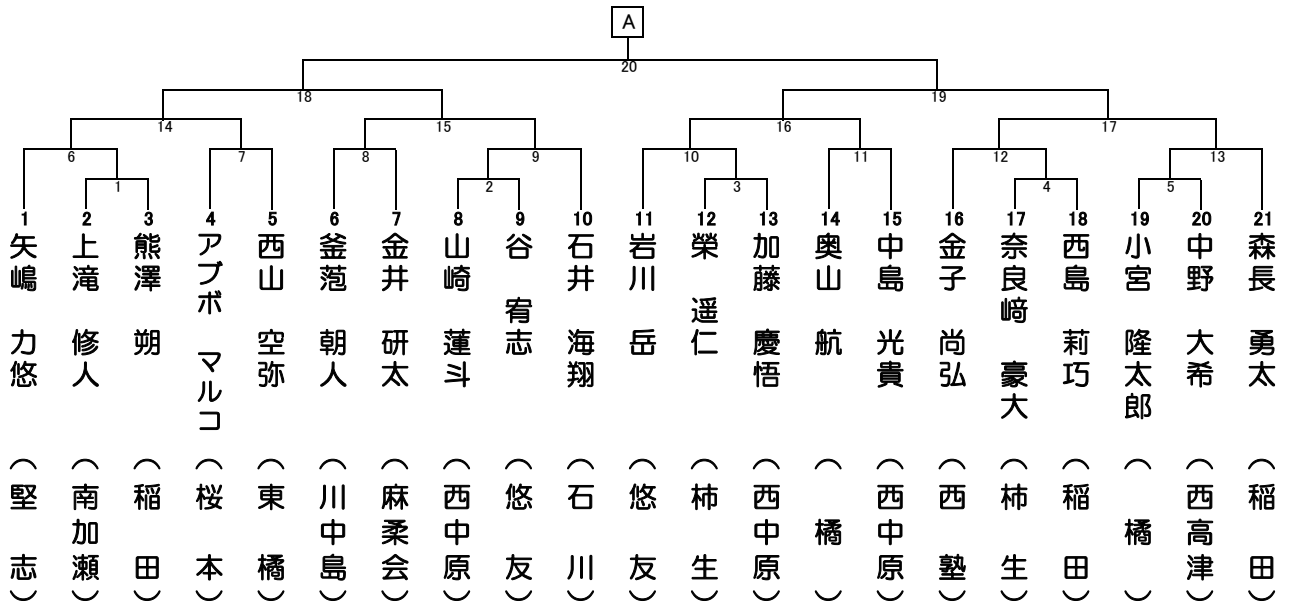 A
20
18
19
14
15
16
17
6
7
8
9
10
11
12
13
1
2
3
4
5
1 矢嶋 力悠 (堅志)
2 上滝 修人 (南加瀬)
3 熊澤 朔 (稲田)
4 アブボ マルコ (桜本)
5 西山 空弥 (東橘)
6 釜萢 朝人 (川中島)
7 金井 研太 (麻柔会)
8 山崎 蓮斗 (西中原)
9 谷 宥志 (悠友)
10 石井 海翔 (石川)
11 岩川 岳 (悠友)
12 榮 遥仁 (柿生)
13 加藤 慶悟 (西中原)
14 奥山 航 (橘)
15 中島 光貴 (西中原)
16 金子 尚弘 (西塾)
17 奈良﨑 豪大 (柿生)
18 西島 莉巧 (稲田)
19 小宮 隆太郎 (橘)
20 中野 大希 (西高津)
21 森長 勇太 (稲田)